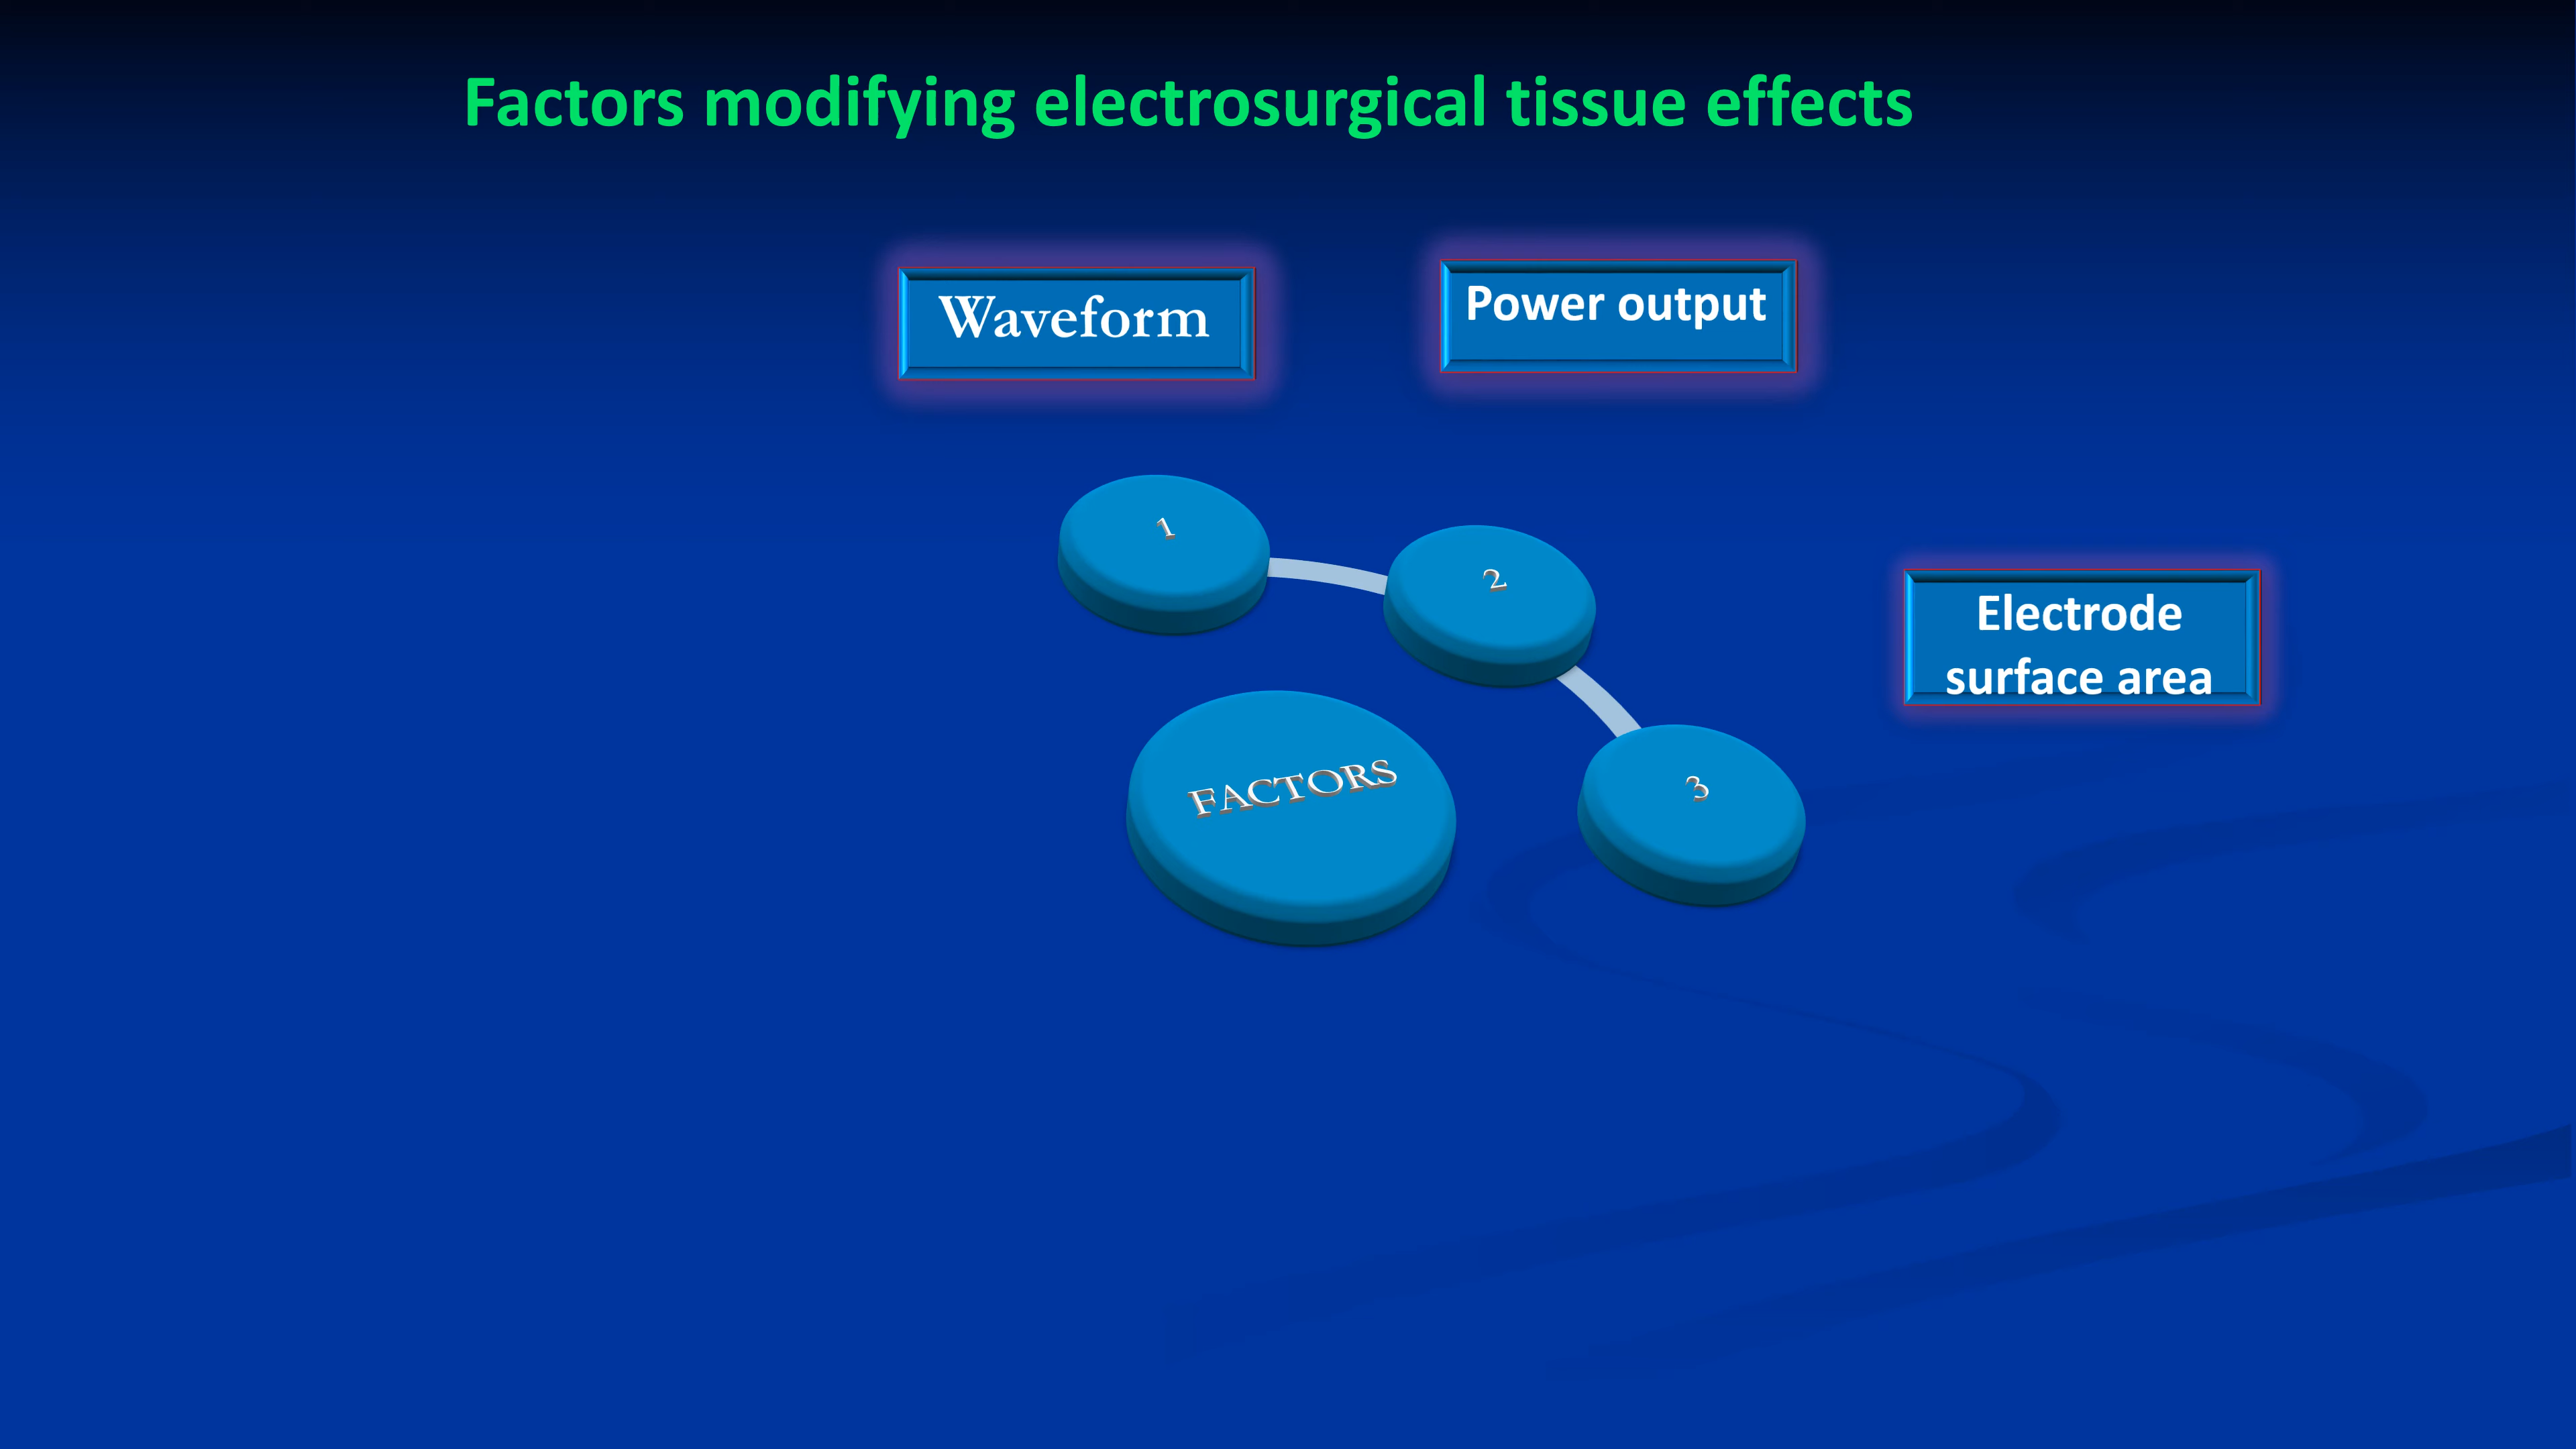 Factors modifying electrosurgical tissue effects
Waveform
Power output
1
2
Electrode
surface area
FACTORS
3